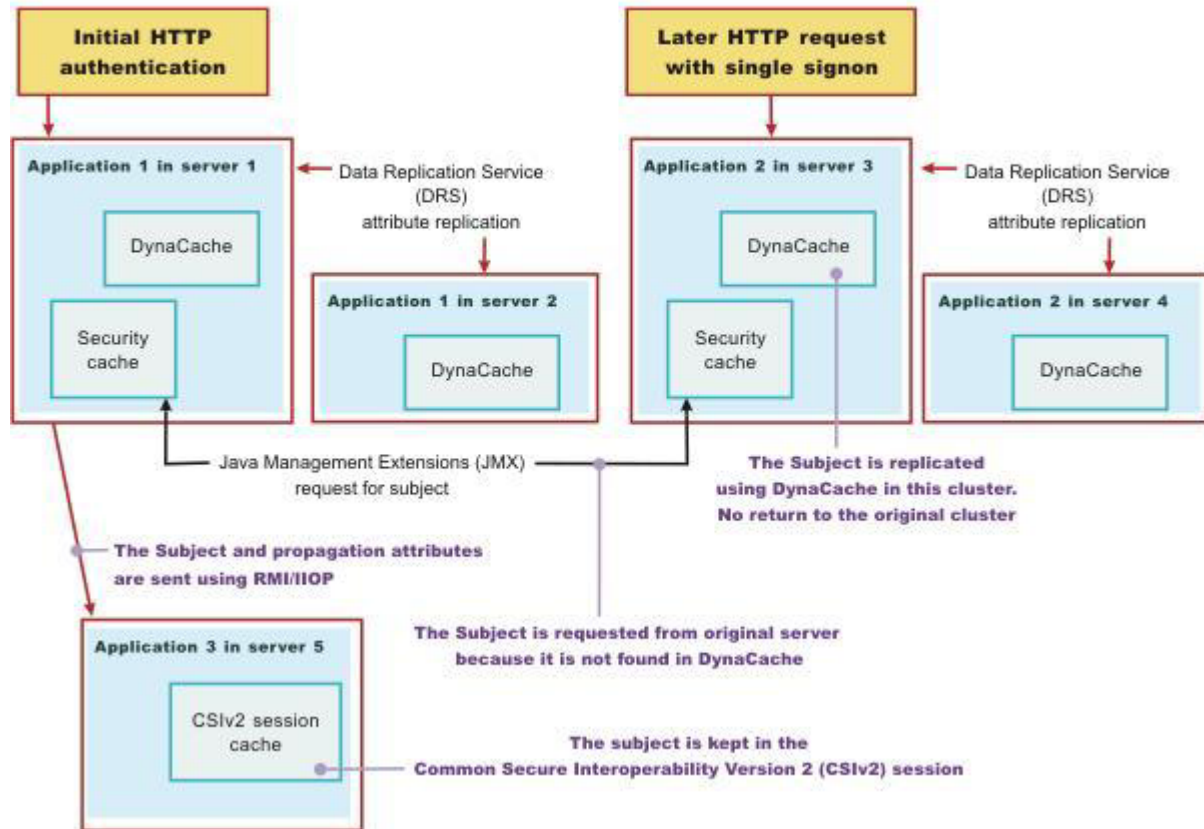 Initial HTTP
authentication
Later HTTP request
with single signon
Application 1 in server 1
DynaCache
Security
cache
Data Replication Service
(DRS)
attribute replication
Application 1 in server 2
DynaCache
Application 2 in server 3
DynaCache
Security
cache
Data Replication Service
(DRS)
attribute replication
Application 2 in server 4
DynaCache
Java Management Extensions (JMX)
request for subject
The Subject is replicated
using DynaCache in this cluster.
No return to the original cluster
The Subject and propagation attributes
are sent using RMI/IIOP
The Subject is requested from original server
because it is not found in DynaCache
Application 3 in server 5
CSIv2 session
cache
The subject is kept in the
Common Secure Interoperability Version 2 (CSIv2) session